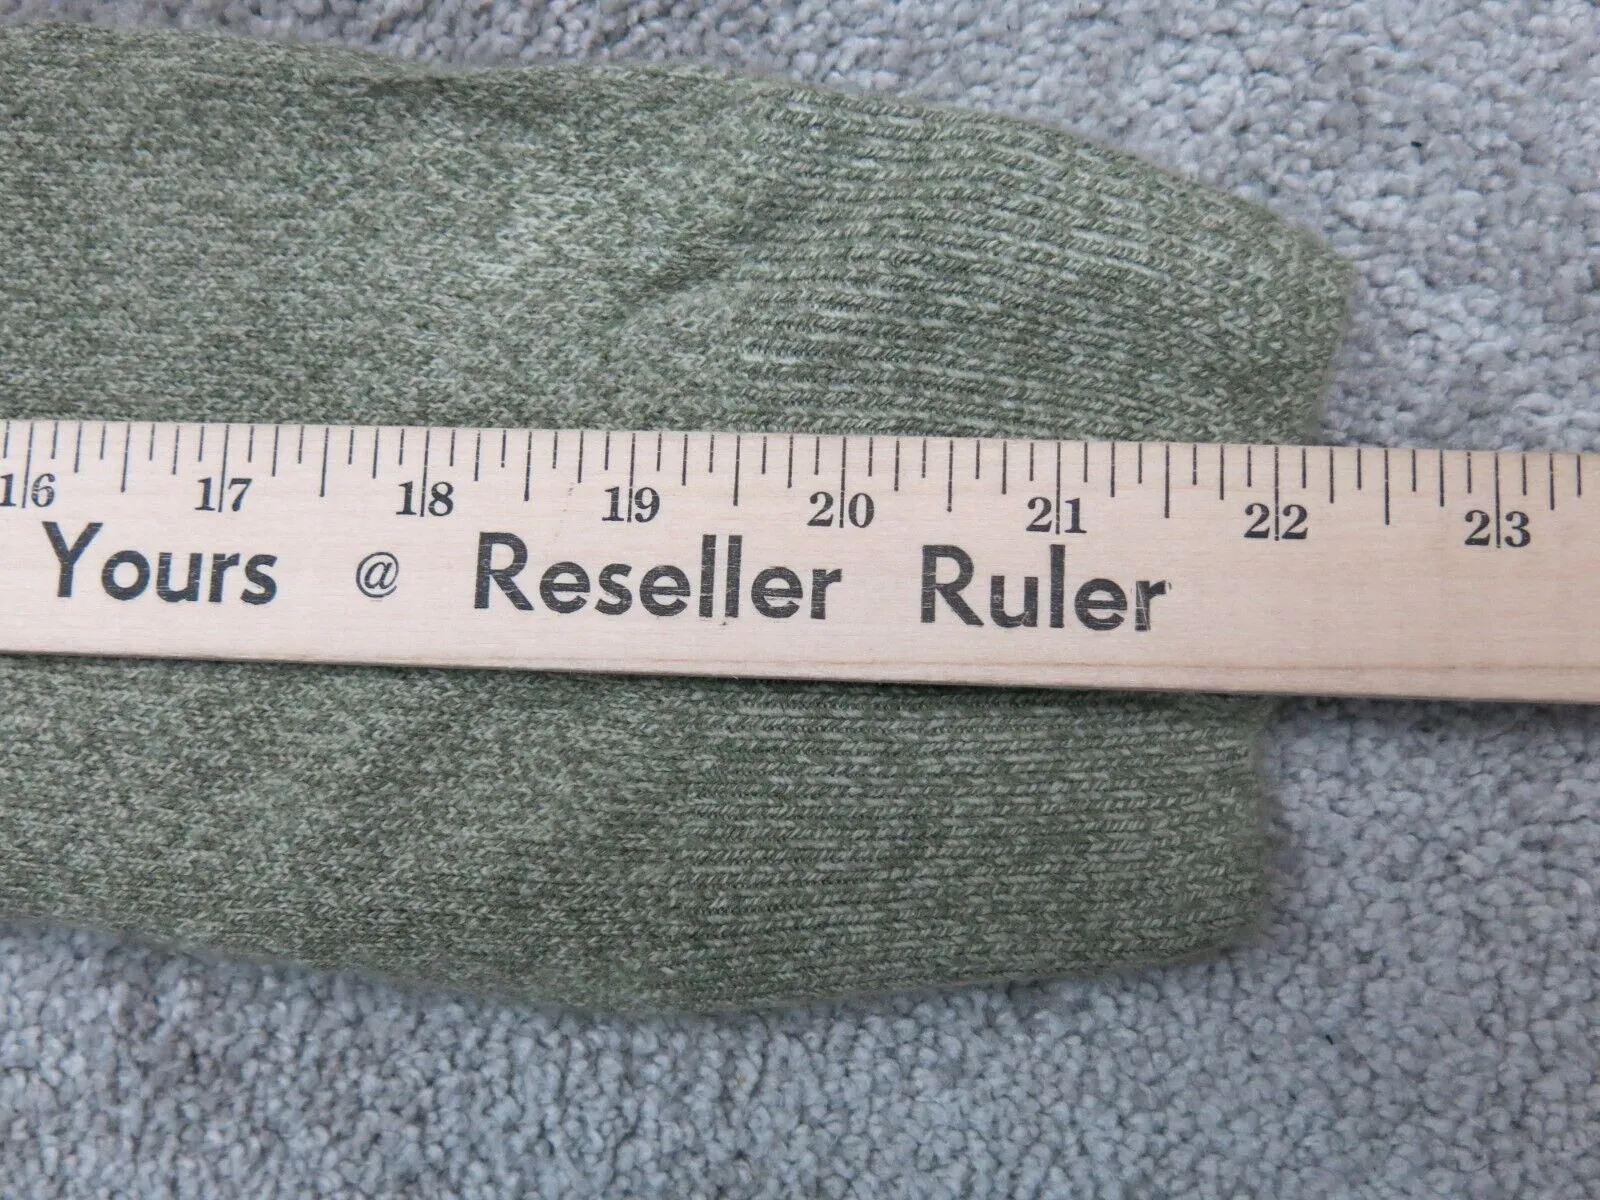 16 17 18 19 20 21 22 23
Yours @ Reseller Ruler